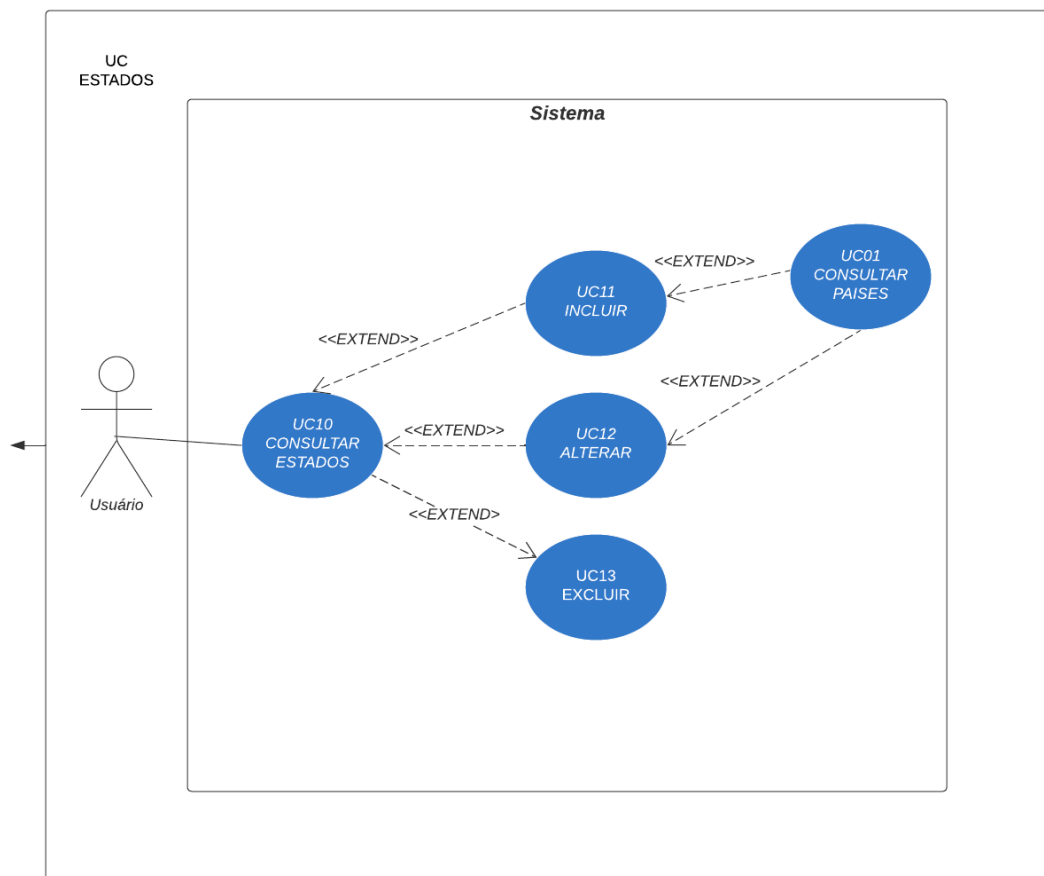 UC
ESTADOS
Sistema
UC01
CONSULTAR
PAISES
<<EXTEND>>
UC11
INCLUIR
<<EXTEND>>
<<EXTEND>>
UC10
CONSULTAR
ESTADOS
<<EXTEND>>
UC12
ALTERAR
Usuário
<<EXTEND>
UC13
EXCLUIR